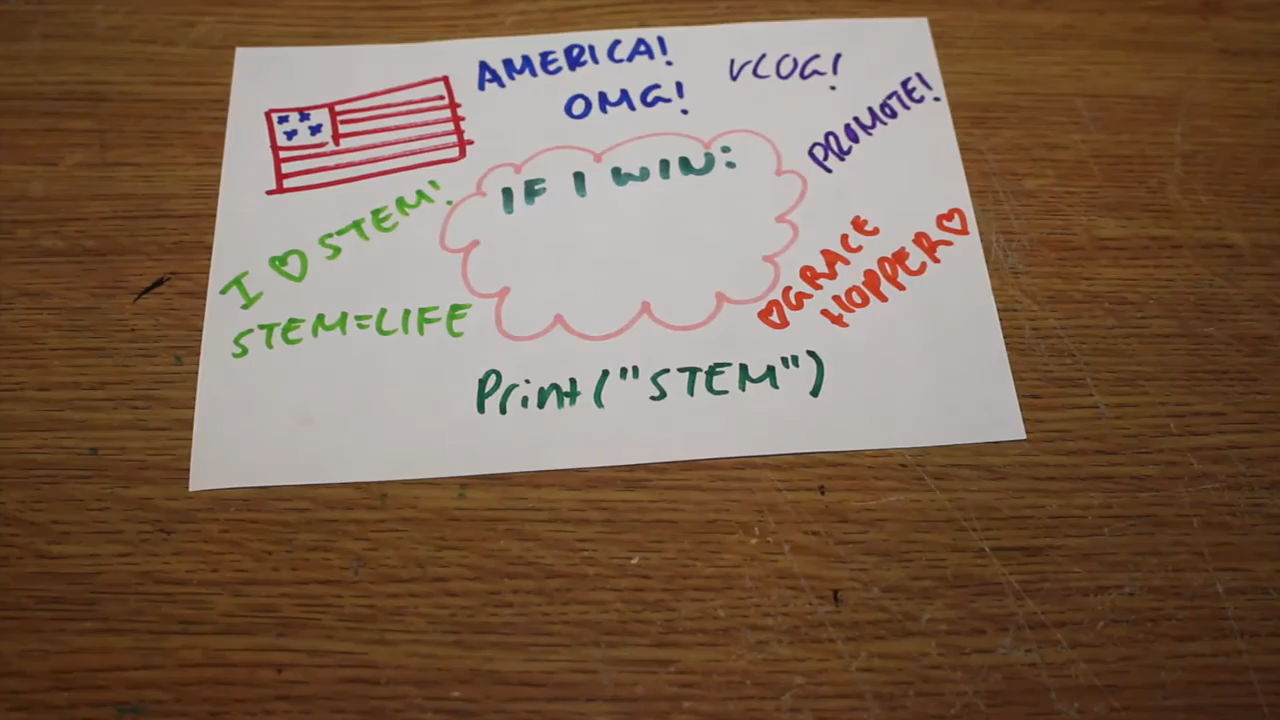 AMERICA!
OMG!
VLOG!
PROMOTE!
IF I WIN:
I ♡ STEM!
STEM=LIFE
♡GRACE
HOPPER♡
Print("STEM")